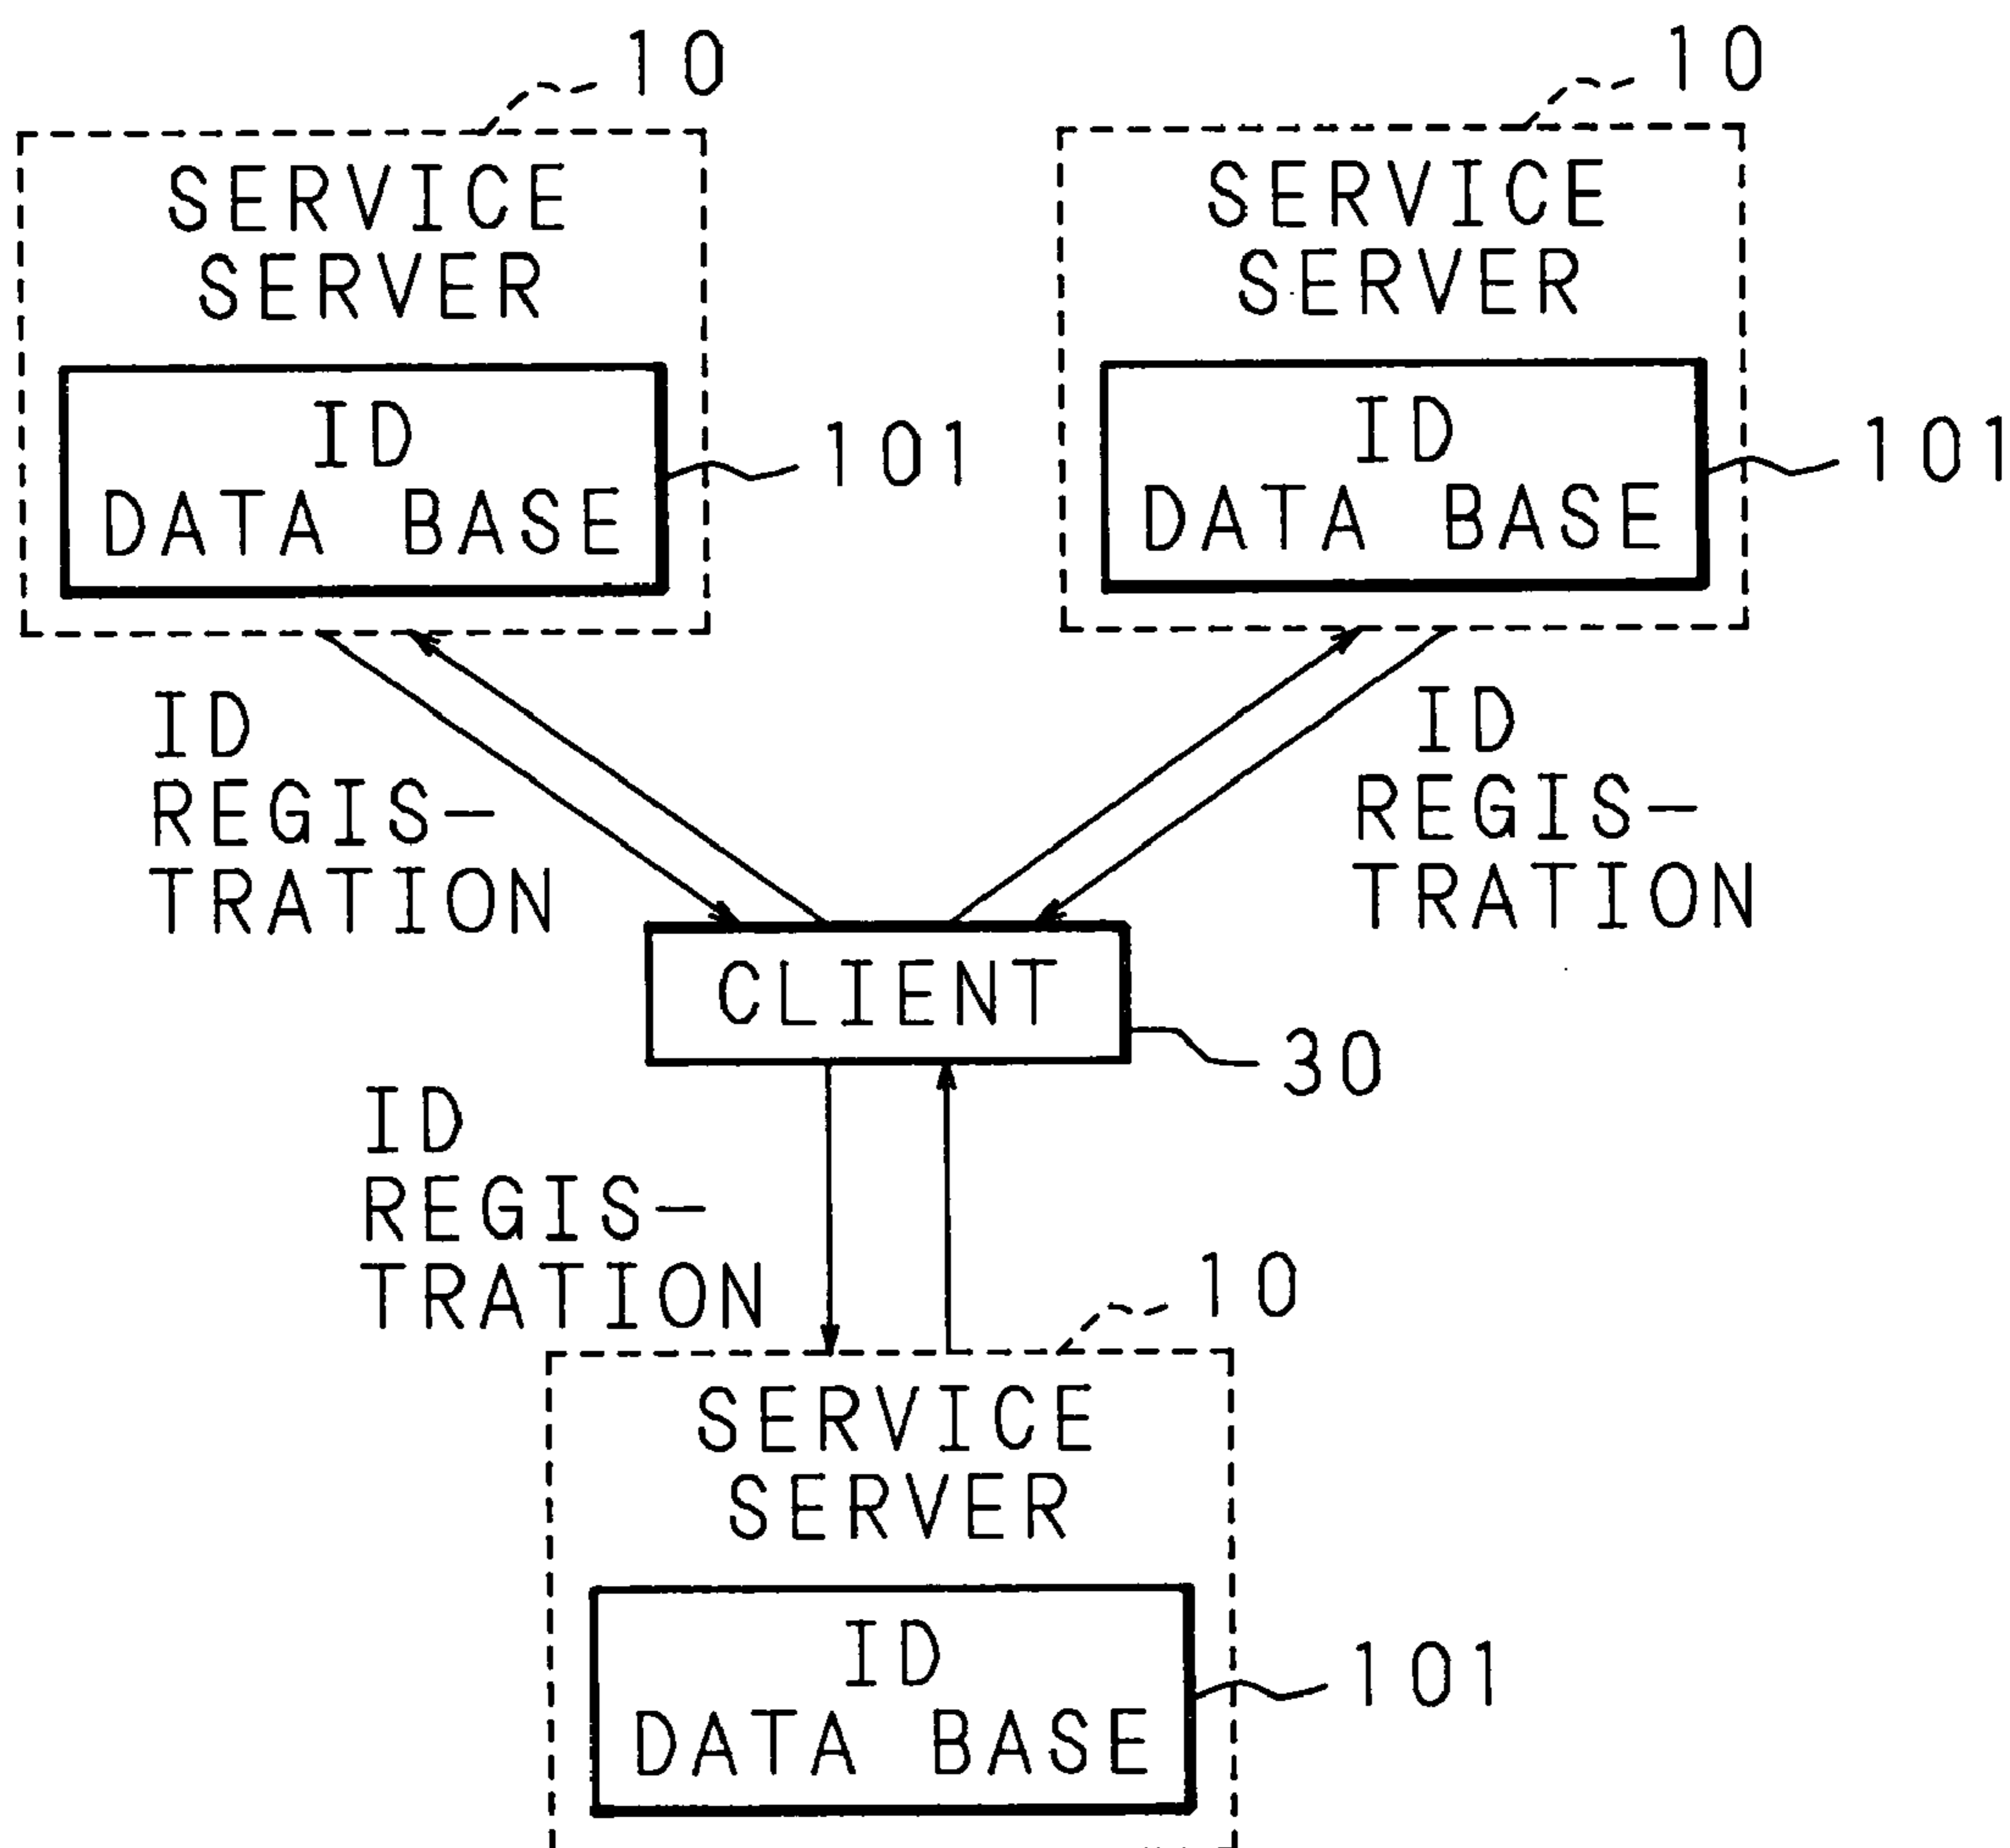 10
SERVICE
SERVER
ID
DATA BASE
101
10
SERVICE
SERVER
ID
DATA BASE
101
ID
REGIS-
TRATION
ID
REGIS-
TRATION
CLIENT
30
ID
REGIS-
TRATION
10
SERVICE
SERVER
ID
DATA BASE
101